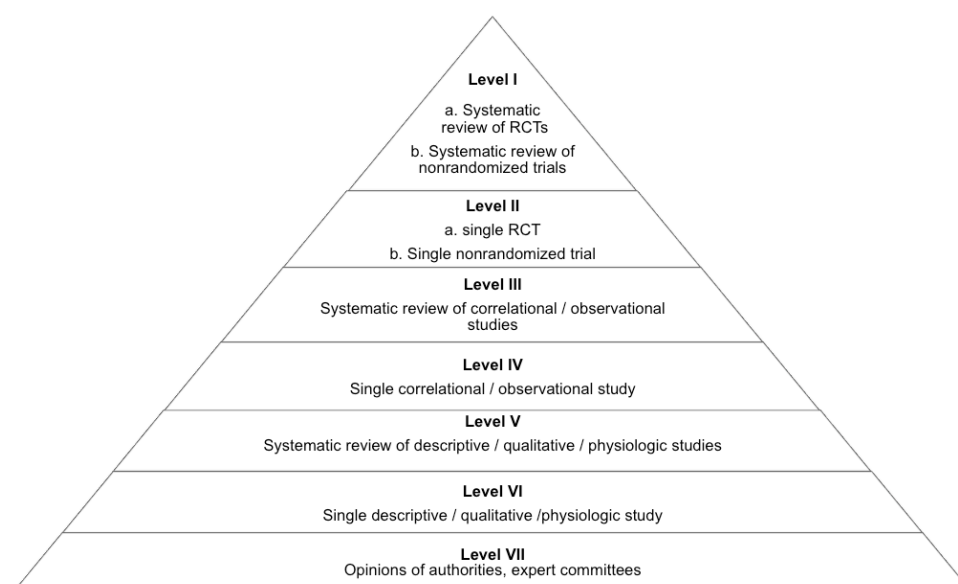 Level I
a. Systematic
review of RCTs
b. Systematic review of
nonrandomized trials
Level II
a. single RCT
b. Single nonrandomized trial
Level III
Systematic review of correlational / observational
studies
Level IV
Single correlational / observational study
Level V
Systematic review of descriptive / qualitative / physiologic studies
Level VI
Single descriptive / qualitative /physiologic study
Level VII
Opinions of authorities, expert committees